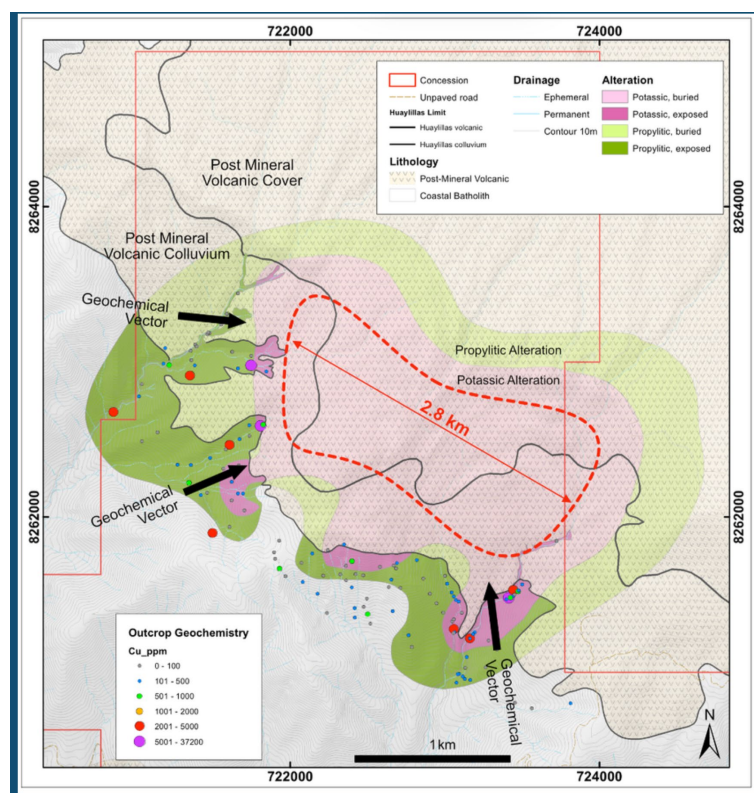 722000
724000
Concession
Unpaved road
Huaylillas Limit
Huaylillas volcanic
Huaylillas colluvium
Lithology
Post-Mineral Volcanic
Coastal Batholith
Drainage
Ephemeral
Permanent
Contour 10m
Alteration
Potassic, buried
Potassic, exposed
Propylitic, buried
Propylitic, exposed
8264000
8264000
Post Mineral
Volcanic Cover
Post Mineral
Volcanic Colluvium
Geochemical
Vector
Propylitic Alteration
Potassic Alteration
2.8 km
Geochemical
Vector
8262000
8262000
Geochemical
Vector
Outcrop Geochemistry
Cu_ppm
0 - 100
101 - 500
501 - 1000
1001 - 2000
2001 - 5000
5001 - 37200
1km
N
722000
724000